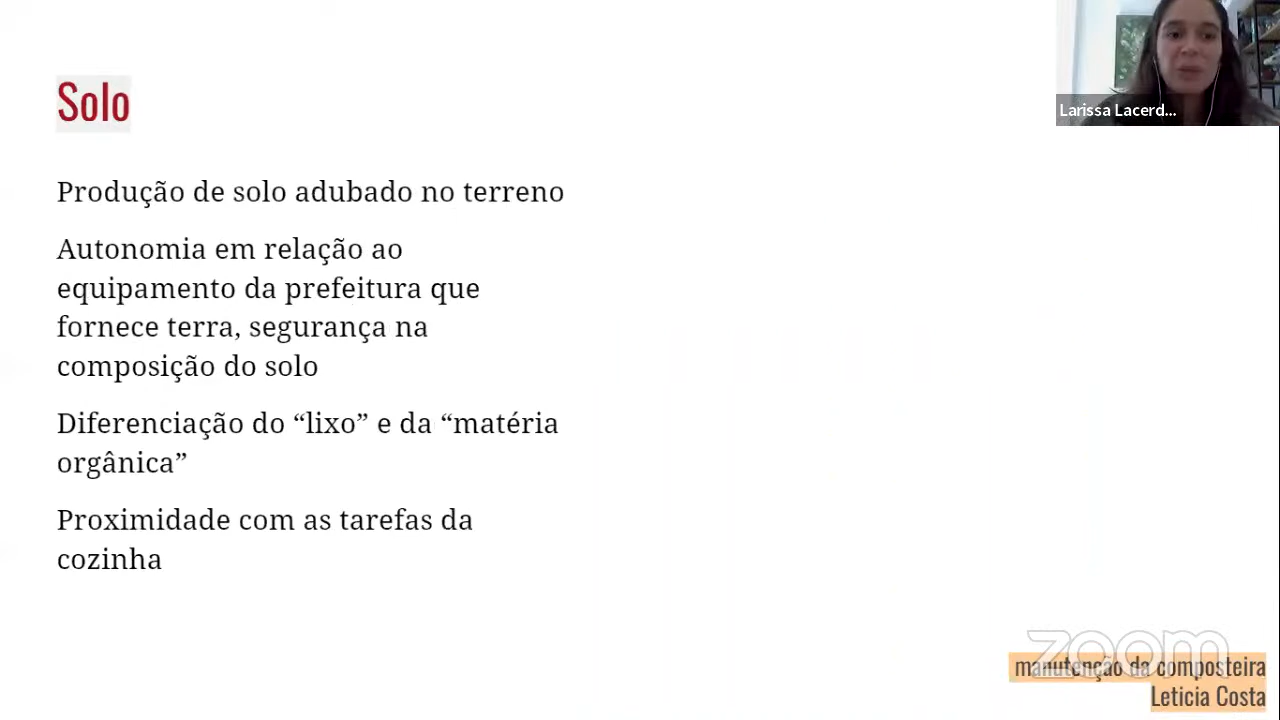 Solo
Larissa Lacerd...
Produção de solo adubado no terreno
Autonomia em relação ao
equipamento da prefeitura que
fornece terra, segurança na
composição do solo
Diferenciação do “lixo” e da “matéria
orgânica”
Proximidade com as tarefas da
cozinha
zoom
manutenção da composteira
Leticia Costa